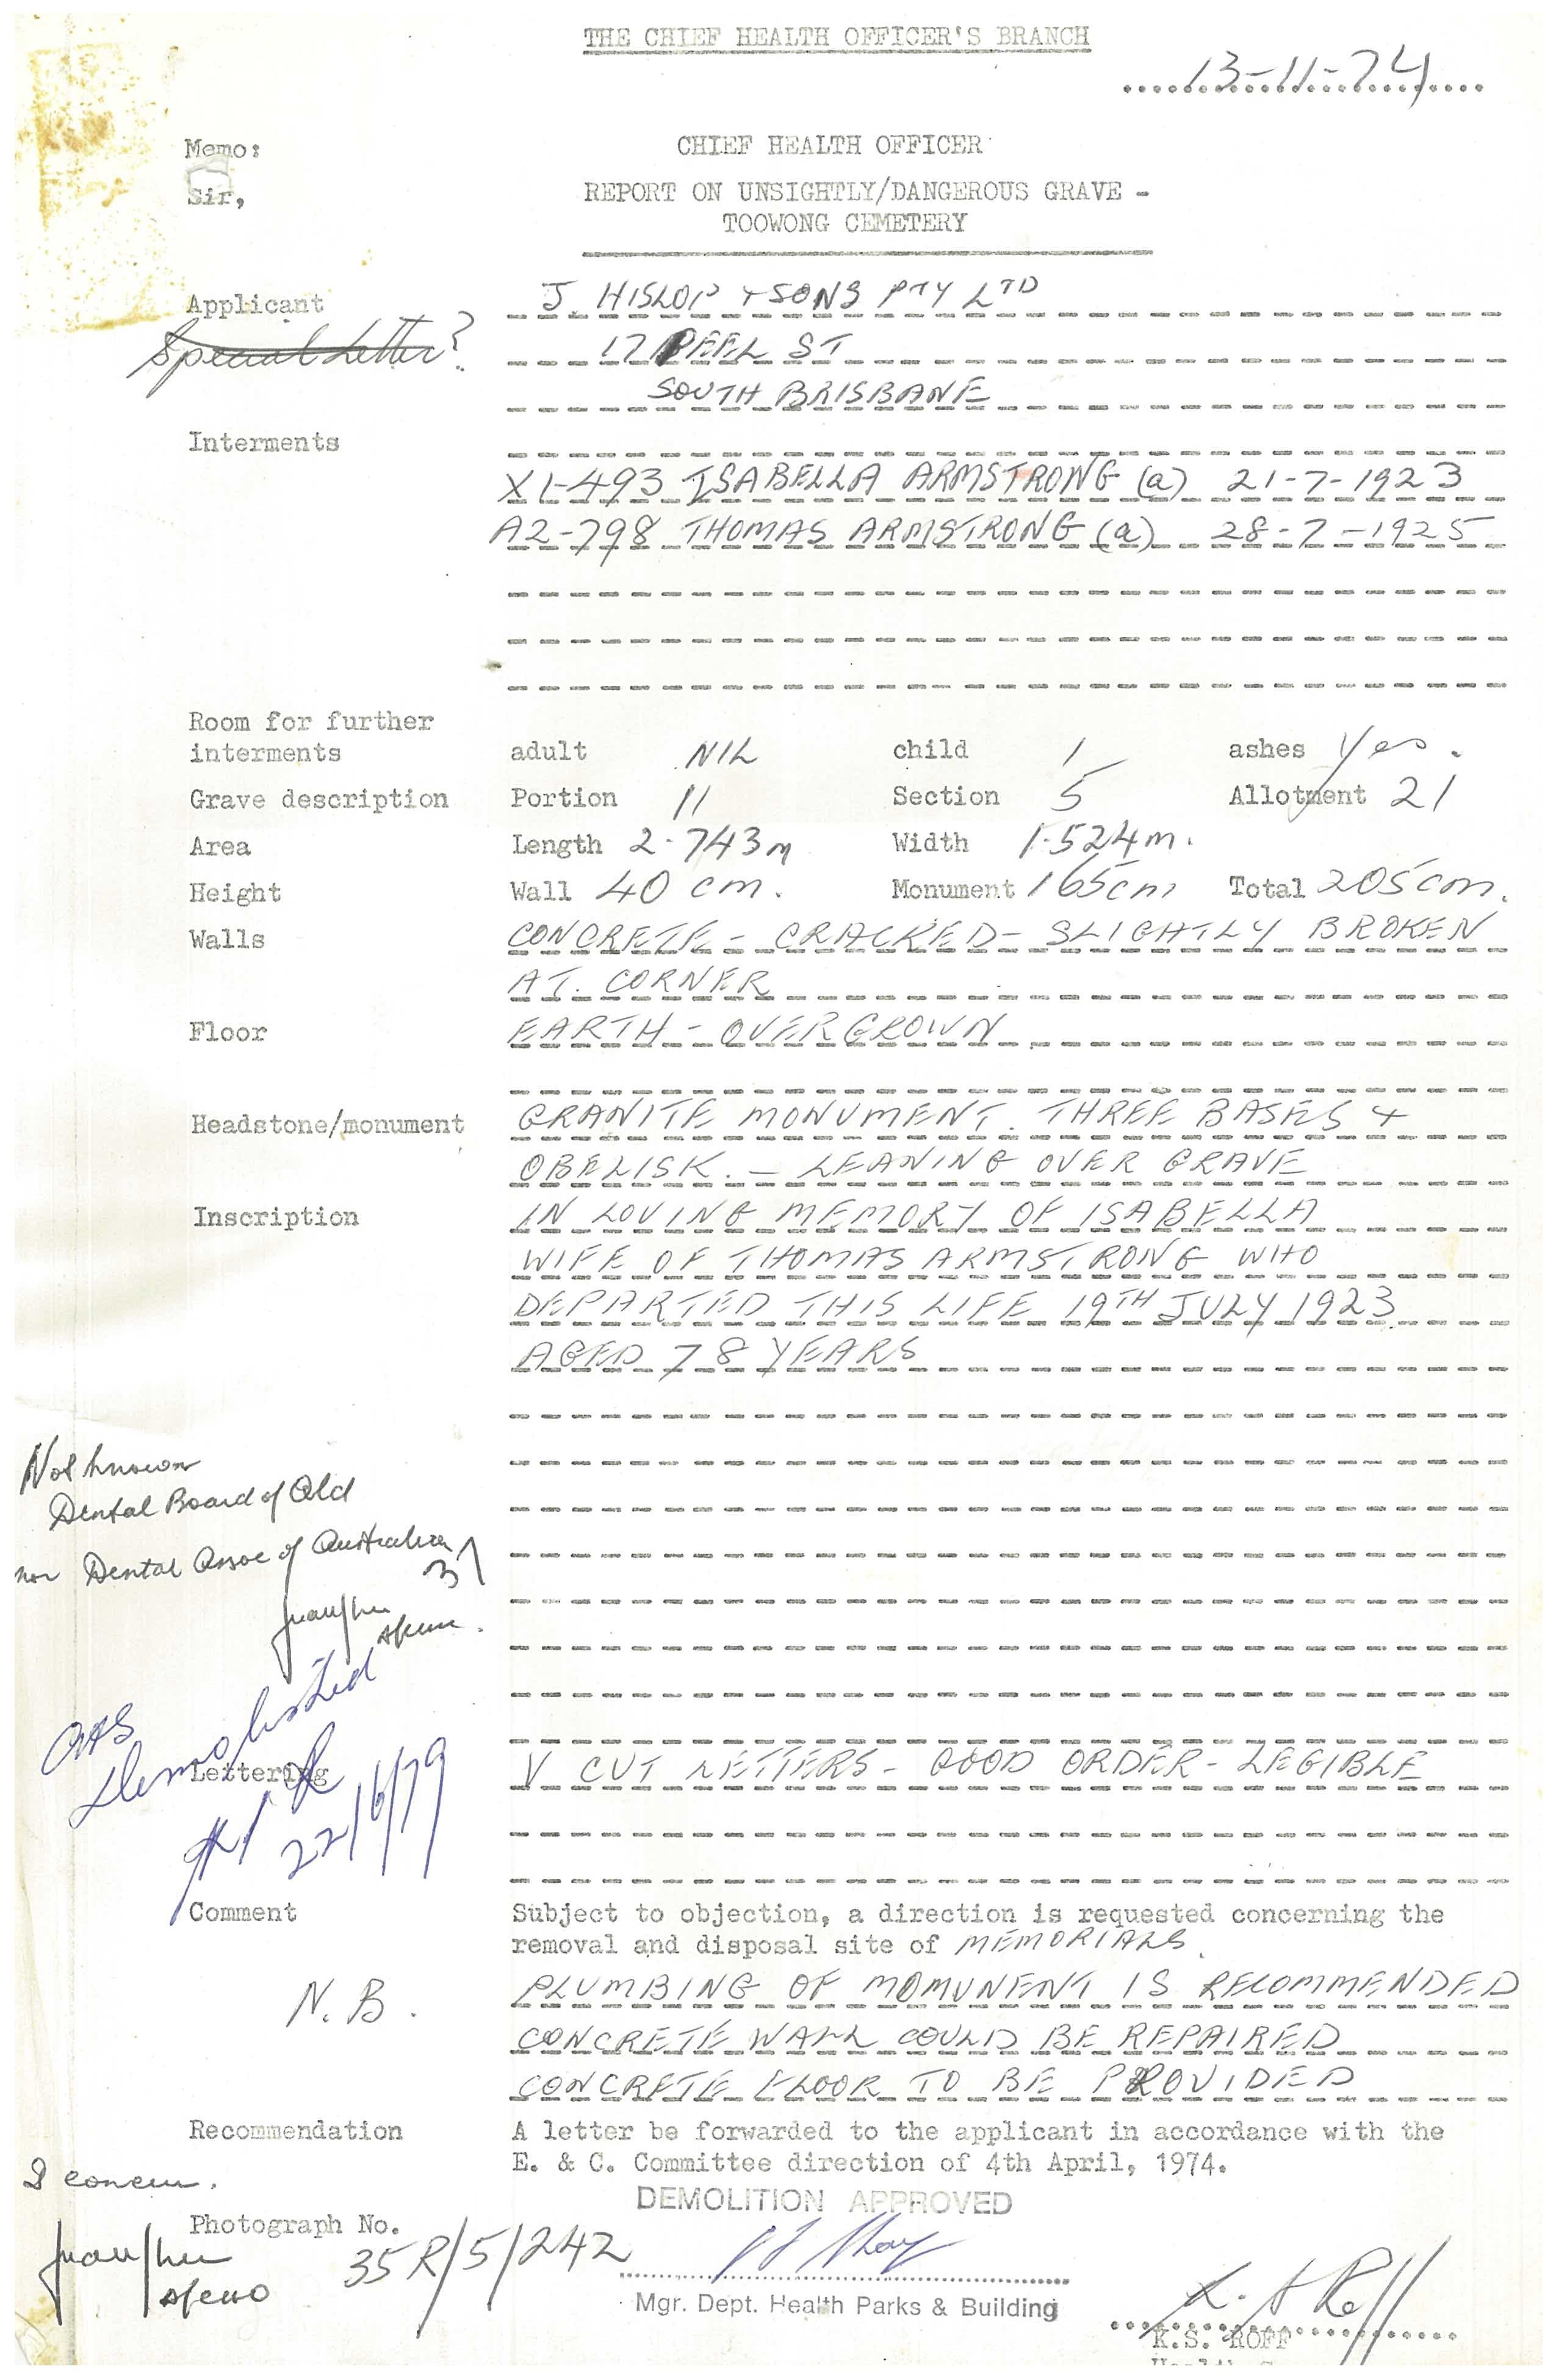 THE CHIEF HEALTH OFFICER'S BRANCH
13-11-74
Memo:
CHIEF HEALTH OFFICER
Sir,
REPORT ON UNSIGHTLY/DANGEROUS GRAVE -
TOOWONG CEMETERY
Applicant J. HISLOP + SONS PTY LTD
Special Letter? 17 PEEL ST
SOUTH BRISBANE
Interments
X1-493 ISABELLA ARMSTRONG (a) 21-7-1923
A2-798 THOMAS ARMSTRONG (a) 28-7-1925
Room for further
interments adult NIL child 1 ashes Yes.
Grave description Portion 11 Section 5 Allotment 21
Area Length 2.743m Width 1.524m.
Height Wall 40 cm. Monument 165cm Total 205cm.
Walls CONCRETE - CRACKED - SLIGHTLY BROKEN
AT. CORNER
Floor EARTH - OVERGROWN
Headstone/monument GRANITE MONUMENT. THREE BASES +
OBELISK. - LEANING OVER GRAVE
Inscription IN LOVING MEMORY OF ISABELLA
WIFE OF THOMAS ARMSTRONG WHO
DEPARTED THIS LIFE 19TH JULY 1923
AGED 78 YEARS
Not known
Dental Board of Qld
nor Dental Assoc of Australia
Demolished
22/6/79
Lettering V CUT LETTERS - GOOD ORDER - LEGIBLE
Comment Subject to objection, a direction is requested concerning the
removal and disposal site of MEMORIALS.
N.B. PLUMBING OF MOMUNENT IS RECOMMENDED
CONCRETE WALL COULD BE REPAIRED
CONCRETE FLOOR TO BE PROVIDED
Recommendation A letter be forwarded to the applicant in accordance with the
E. & C. Committee direction of 4th April, 1974.
I concur.
DEMOLITION APPROVED
Photograph No. 35R/5/242
Mgr. Dept. Health Parks & Building
K.S. ROFF